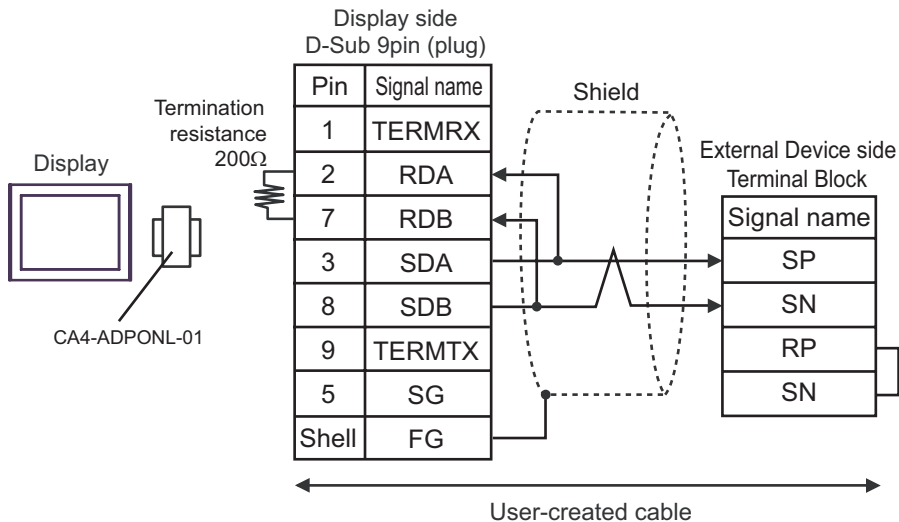 Display side
D-Sub 9pin (plug)
Pin Signal name
1 TERMRX
2 RDA
7 RDB
3 SDA
8 SDB
9 TERMTX
5 SG
Shell FG
Termination
resistance
200Ω
Display
CA4-ADPONL-01
Shield
External Device side
Terminal Block
Signal name
SP
SN
RP
SN
User-created cable